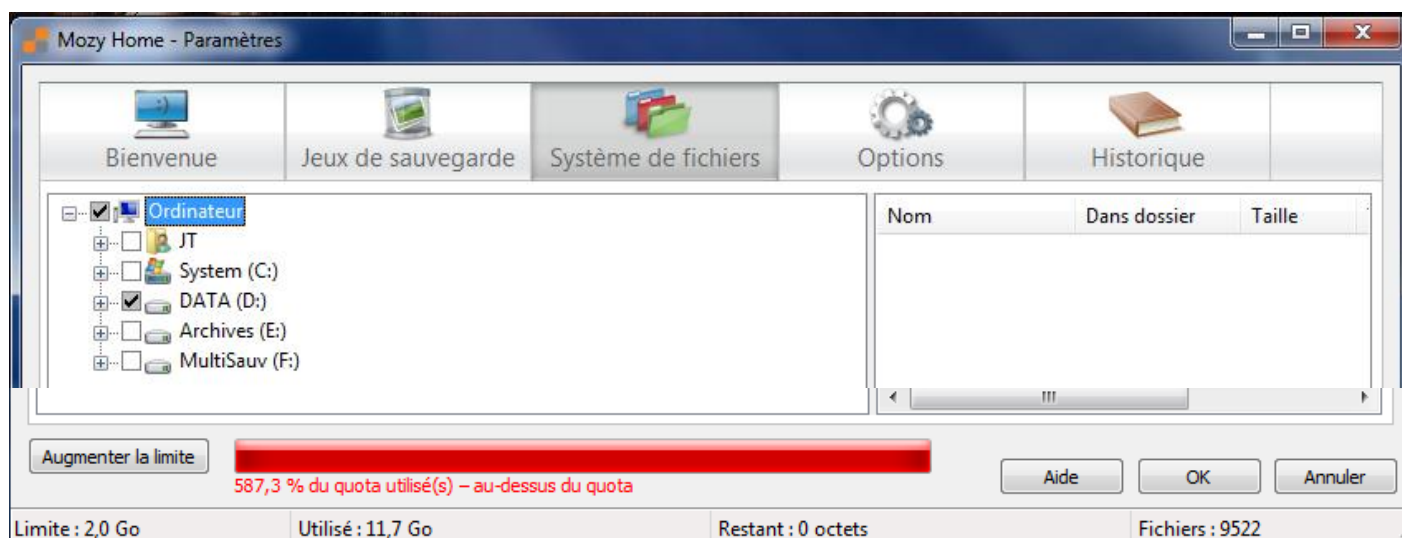 Mozy Home - Paramètres
Bienvenue
Jeux de sauvegarde
Système de fichiers
Options
Historique
Ordinateur
JT
System (C:)
DATA (D:)
Archives (E:)
MultiSauv (F:)
Nom
Dans dossier
Taille
Augmenter la limite
587,3 % du quota utilisé(s) – au-dessus du quota
Aide
OK
Annuler
Limite : 2,0 Go
Utilisé : 11,7 Go
Restant : 0 octets
Fichiers : 9522